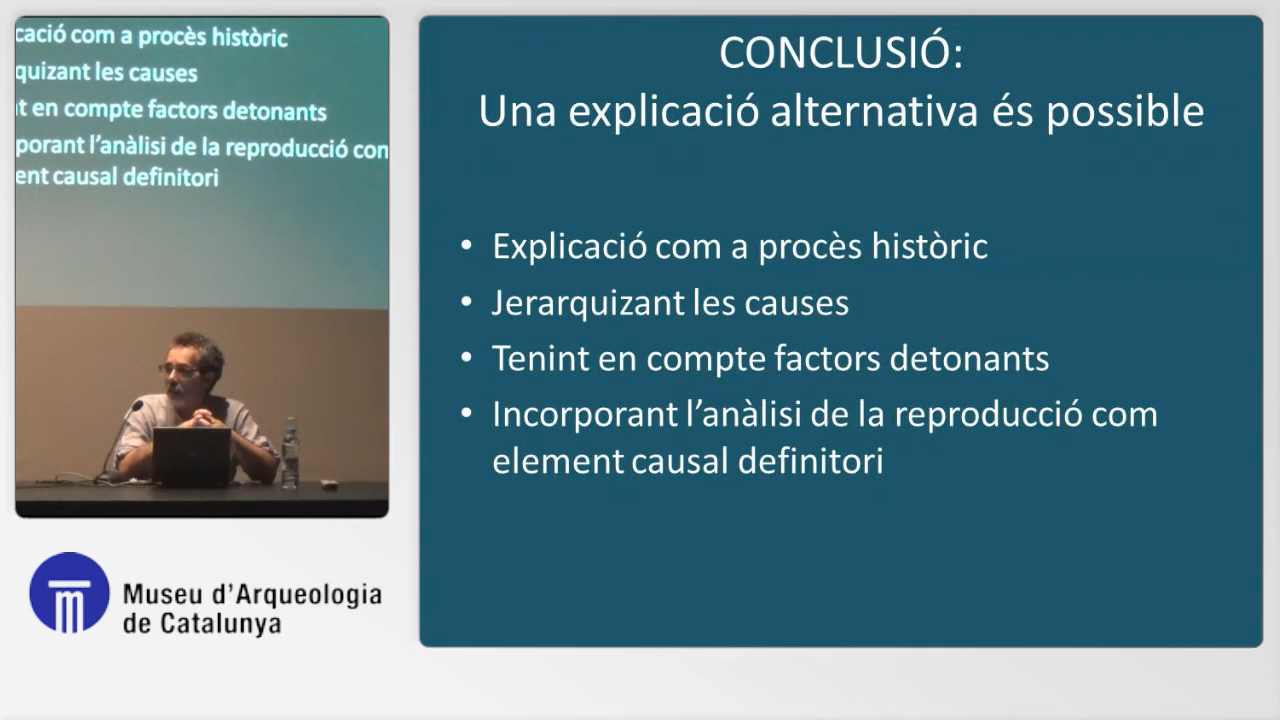 cació com a procès històric
quizant les causes
t en compte factors detonants
porant l'anàlisi de la reproducció com
ent causal definitori
CONCLUSIÓ:
Una explicació alternativa és possible
• Explicació com a procès històric
• Jerarquizant les causes
• Tenint en compte factors detonants
• Incorporant l'anàlisi de la reproducció com
element causal definitori
Museu d'Arqueologia
de Catalunya